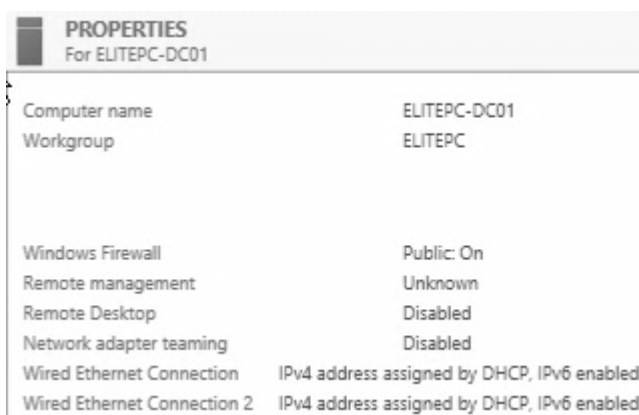 PROPERTIES
For ELITEPC-DC01
Computer name ELITEPC-DC01
Workgroup ELITEPC
Windows Firewall Public: On
Remote management Unknown
Remote Desktop Disabled
Network adapter teaming Disabled
Wired Ethernet Connection IPv4 address assigned by DHCP, IPv6 enabled
Wired Ethernet Connection 2 IPv4 address assigned by DHCP, IPv6 enabled